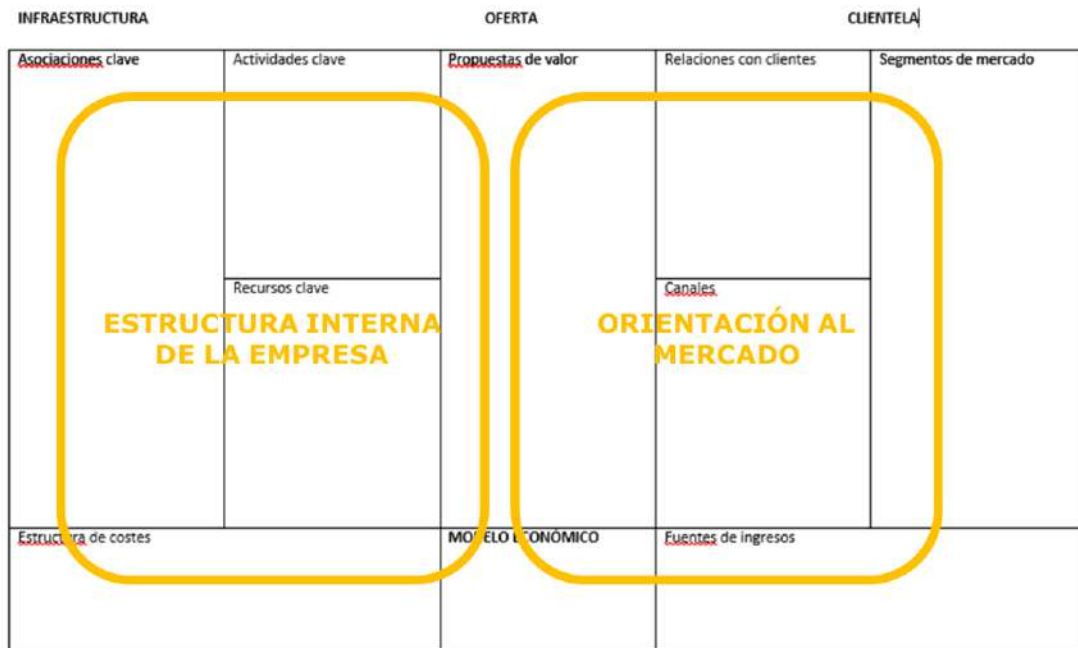 INFRAESTRUCTURA OFERTA CLIENTELA
Asociaciones clave Actividades clave Propuestas de valor Relaciones con clientes Segmentos de mercado
Recursos clave Canales
ESTRUCTURA INTERNA
DE LA EMPRESA
ORIENTACIÓN AL
MERCADO
Estructura de costes MODELO ECONÓMICO Fuentes de ingresos